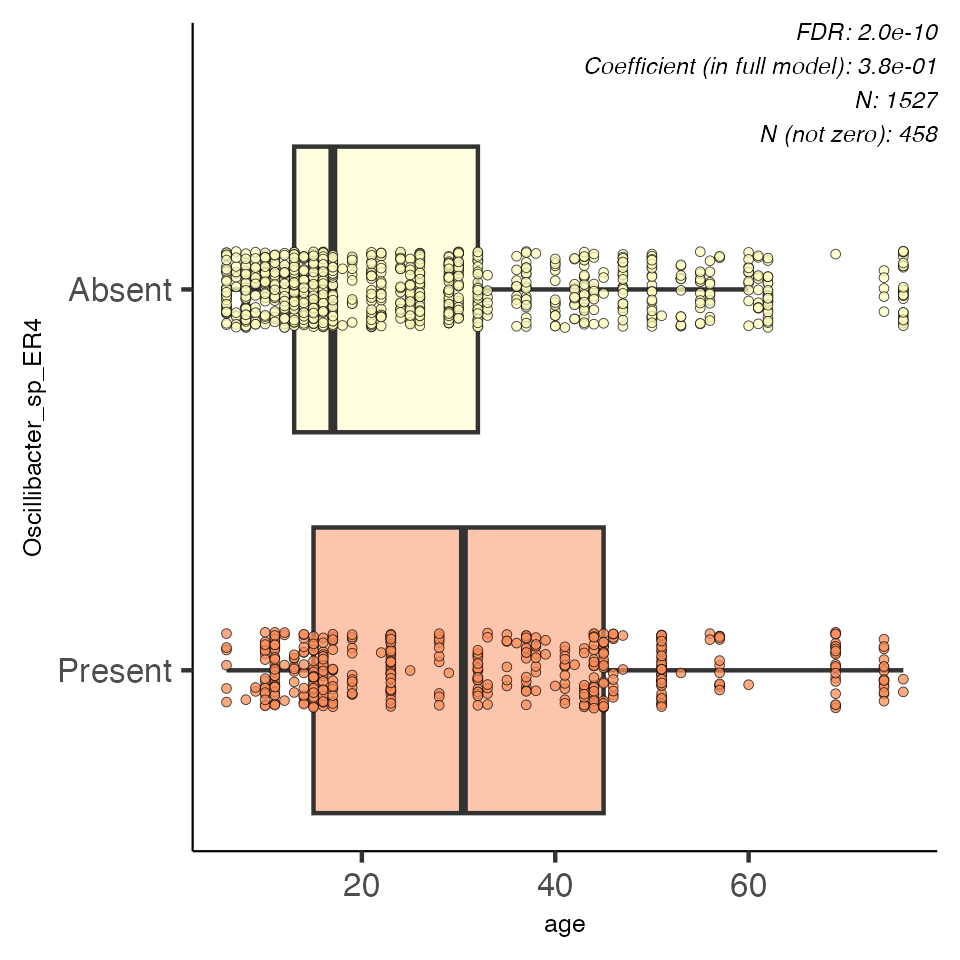 FDR: 2.0e-10
Coefficient (in full model): 3.8e-01
N: 1527
N (not zero): 458
Oscillibacter_sp_ER4
Absent
Present
20 40 60
age